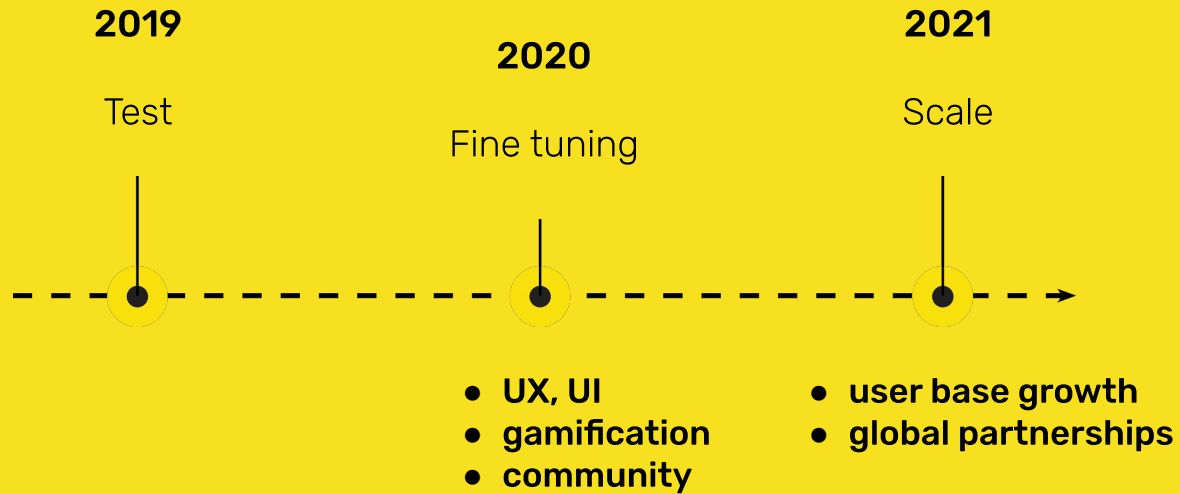 2019
Test
2020
Fine tuning
● UX, UI
● gamification
● community
2021
Scale
● user base growth
● global partnerships